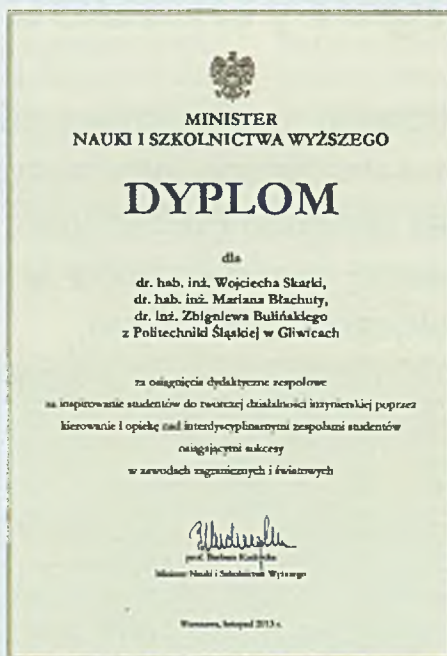 MINISTER
NAUKI I SZKOLNICTWA WYŻSZEGO
DYPLOM
dla
dr. hab. inż. Wojciecha Skarki,
dr. hab. inż. Mariana Błachuty,
dr. inż. Zbigniewa Bulińskiego
z Politechniki Śląskiej w Gliwicach
za osiągnięcia dydaktyczne zespołowe
za inspirowanie studentów do twórczej działalności inżynierskiej poprzez
kierowanie i opiekę nad interdyscyplinarnymi zespołami studentów
osiągającymi sukcesy
w zawodach zagranicznych i światowych
prof. Barbara Kudrycka
Minister Nauki i Szkolnictwa Wyższego
Warszawa, listopad 2013 r.